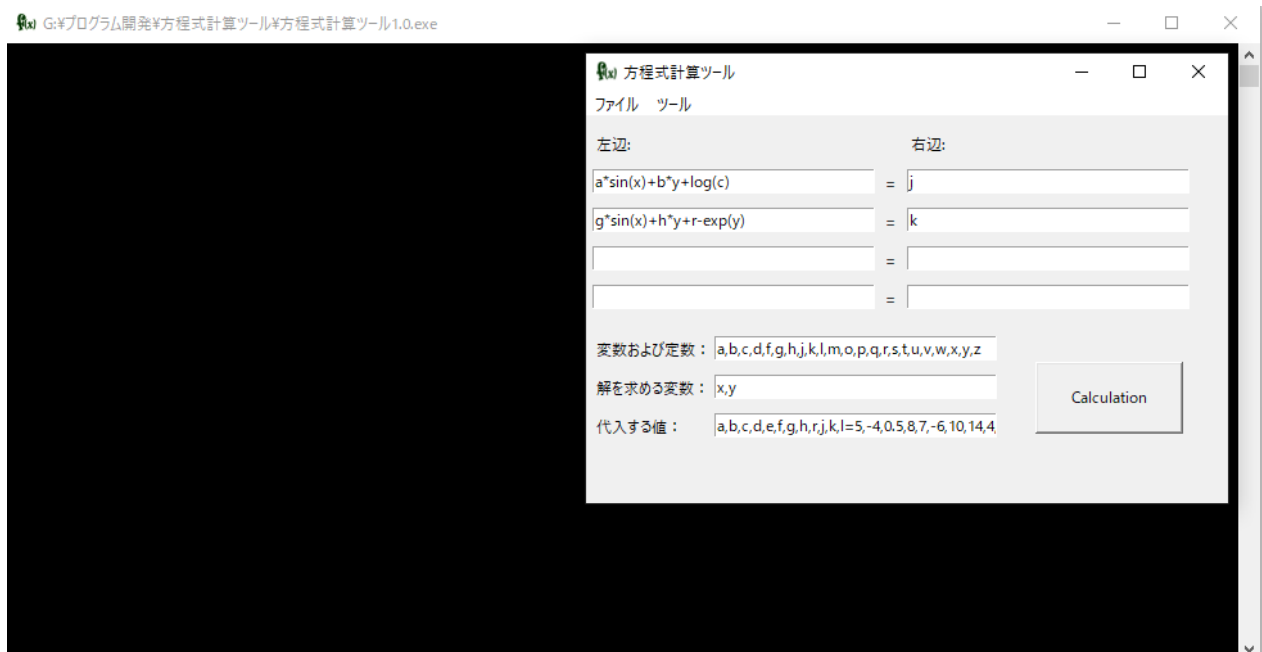 f(x) G:¥プログラム開発¥方程式計算ツール¥方程式計算ツール1.0.exe
f(x) 方程式計算ツール
ファイル ツール
左辺: 右辺:
a*sin(x)+b*y+log(c) = j
g*sin(x)+h*y+r-exp(y) = k
=
=
変数および定数： a,b,c,d,f,g,h,j,k,l,m,o,p,q,r,s,t,u,v,w,x,y,z
解を求める変数： x,y
代入する値： a,b,c,d,e,f,g,h,r,j,k,l=5,-4,0.5,8,7,-6,10,14,4,
Calculation